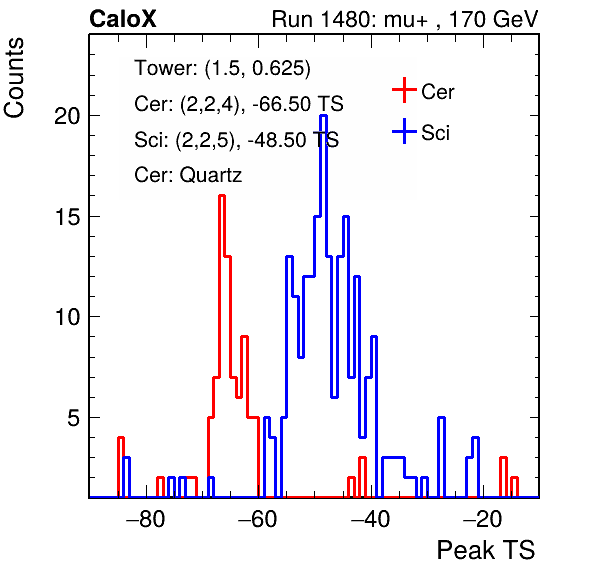 CaloX Run 1480: mu+ , 170 GeV
Counts
Tower: (1.5, 0.625)
Cer: (2,2,4), -66.50 TS
Sci: (2,2,5), -48.50 TS
Cer: Quartz
Cer
Sci
20
15
10
5
−80 −60 −40 −20
Peak TS